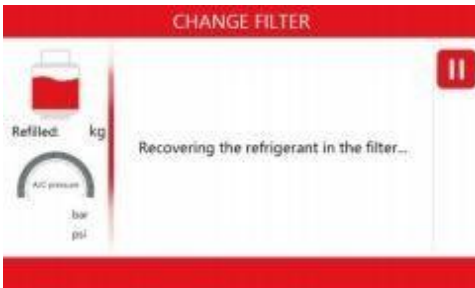 CHANGE FILTER
Refilled: kg
Recovering the refrigerant in the filter...
A/C pressure
bar
psi